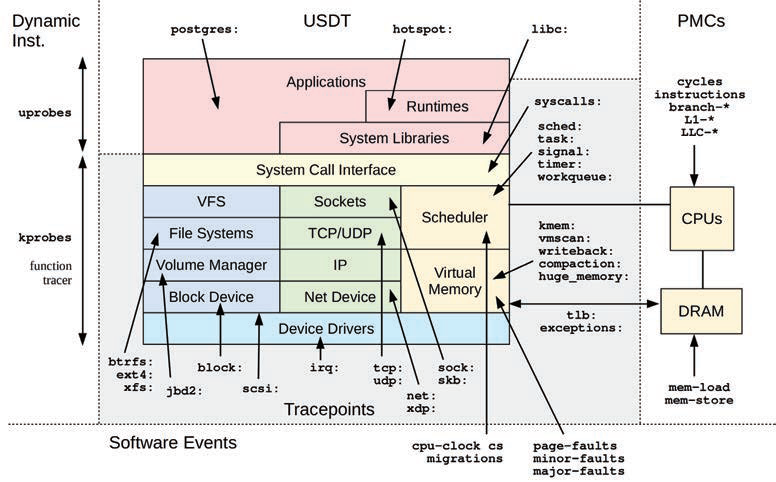 Dynamic
Inst.
USDT
PMCs
postgres:
hotspot:
libc:
Applications
Runtimes
System Libraries
uprobes
syscalls:
cycles
instructions
branch-*
L1-*
LLC-*
sched:
task:
signal:
timer:
workqueue:
System Call Interface
VFS
Sockets
Scheduler
CPUs
kprobes
function
tracer
File Systems
TCP/UDP
Volume Manager
IP
Virtual
Memory
kmem:
vmscan:
writeback:
compaction:
huge_memory:
Block Device
Net Device
DRAM
tlb:
exceptions:
Device Drivers
btrfs:
ext4:
xfs:
jbd2:
block:
scsi:
irq:
tcp:
udp:
sock:
skb:
net:
xdp:
mem-load
mem-store
Tracepoints
Software Events
cpu-clock cs
migrations
page-faults
minor-faults
major-faults